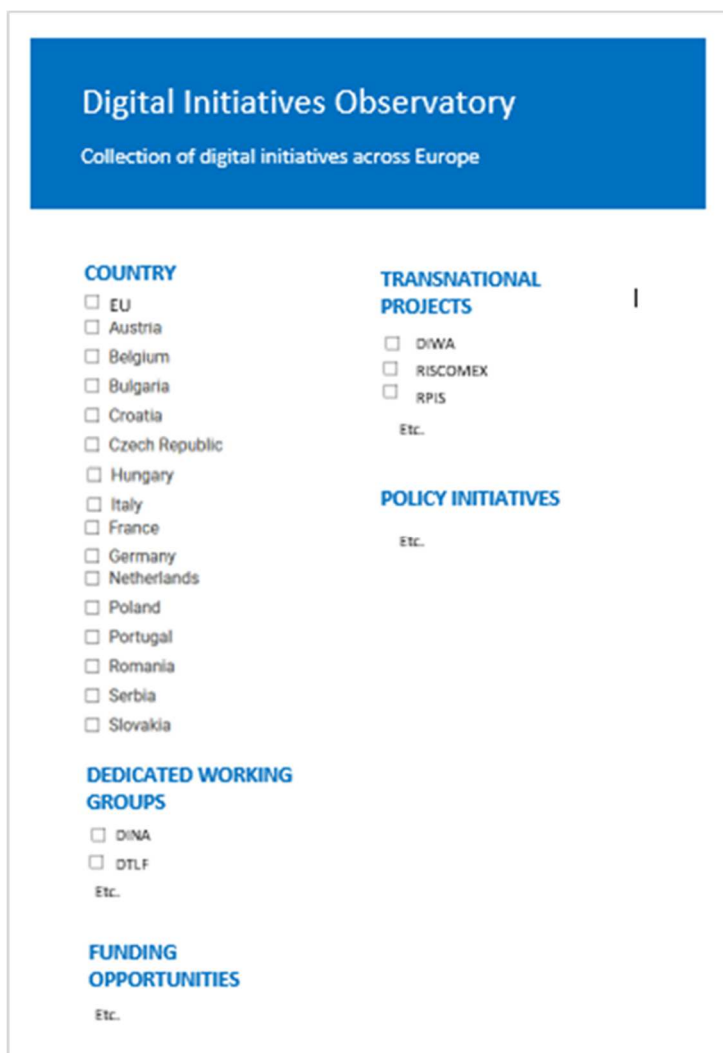 Digital Initiatives Observatory
Collection of digital initiatives across Europe
COUNTRY
EU
Austria
Belgium
Bulgaria
Croatia
Czech Republic
Hungary
Italy
France
Germany
Netherlands
Poland
Portugal
Romania
Serbia
Slovakia
DEDICATED WORKING
GROUPS
DINA
DTLF
Etc.
FUNDING
OPPORTUNITIES
Etc.
TRANSNATIONAL
PROJECTS
DIWA
RISCOMEX
RPIS
Etc.
POLICY INITIATIVES
Etc.